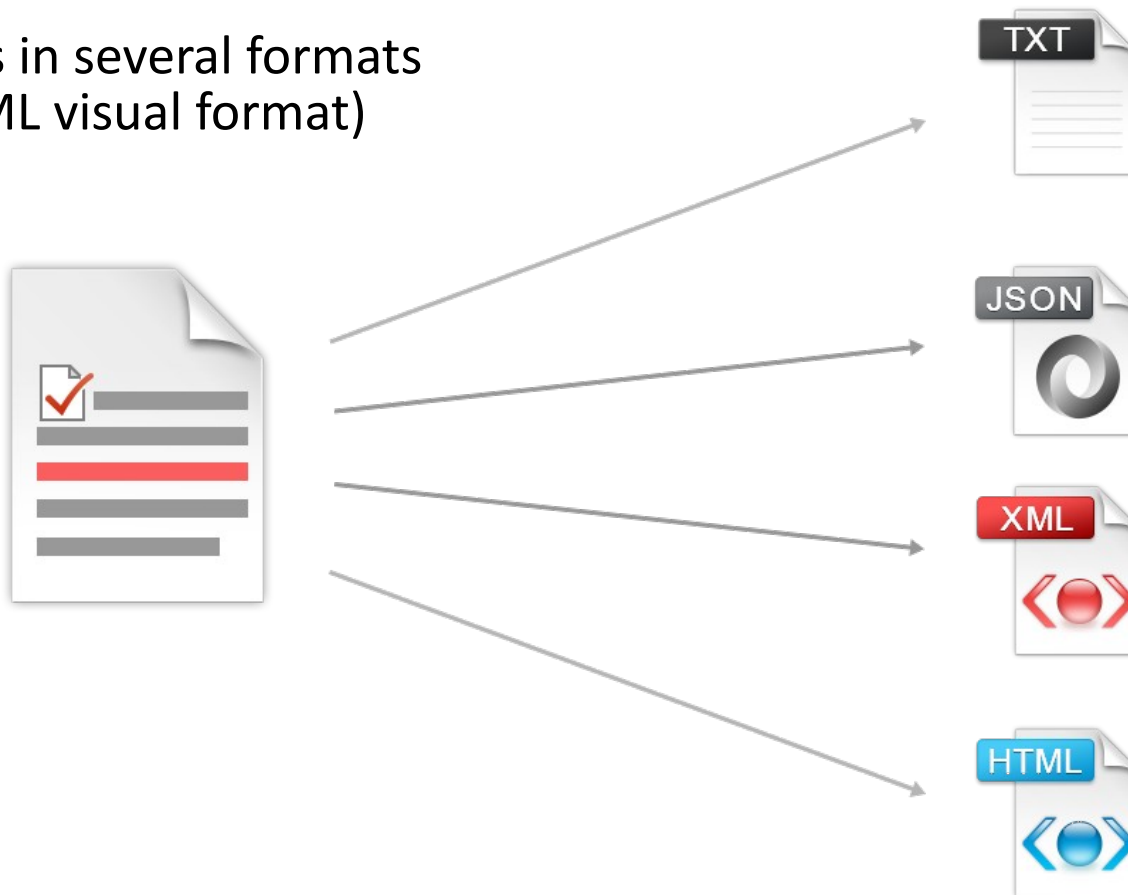 s in several formats
ML visual format)
TXT
JSON
XML
HTML